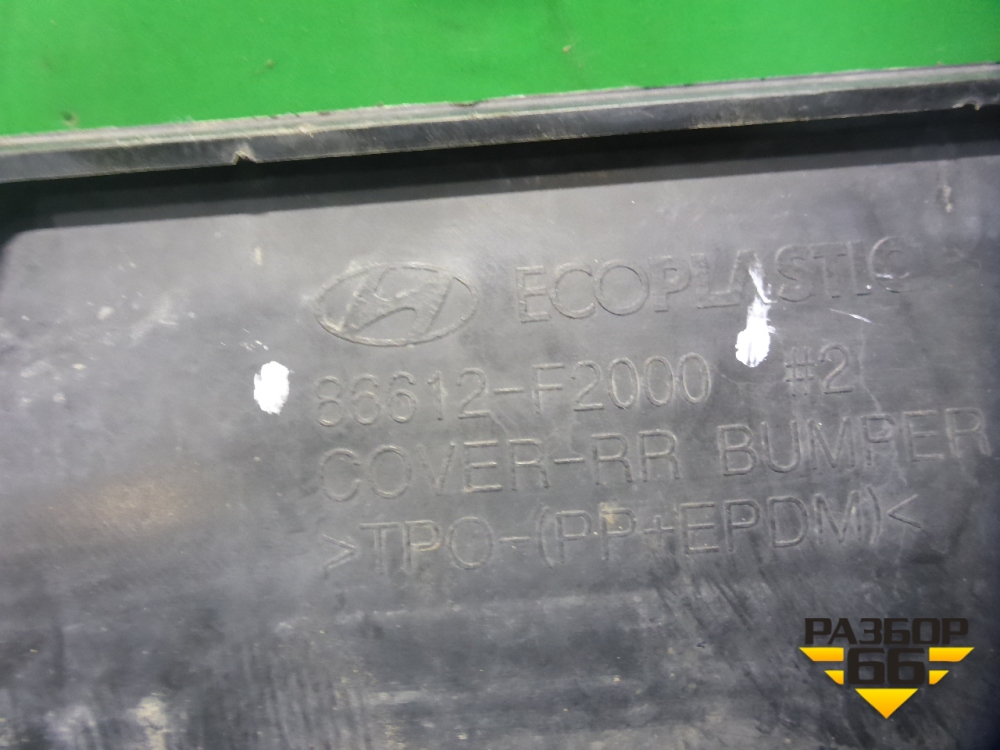 ECOPLASTIC
86612-F2000 #2
COVER-RR BUMPER
>TPO-(PP+EPDM)<
РАЗБОР
66